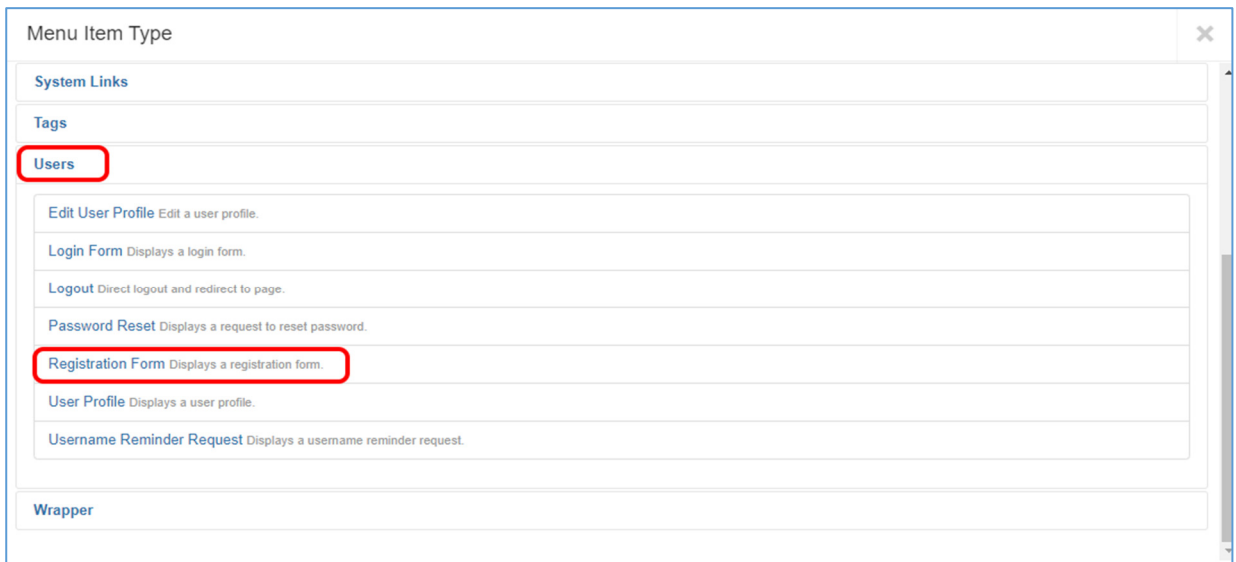 Menu Item Type
System Links
Tags
Users
Edit User Profile Edit a user profile.
Login Form Displays a login form.
Logout Direct logout and redirect to page.
Password Reset Displays a request to reset password.
Registration Form Displays a registration form.
User Profile Displays a user profile.
Username Reminder Request Displays a username reminder request.
Wrapper